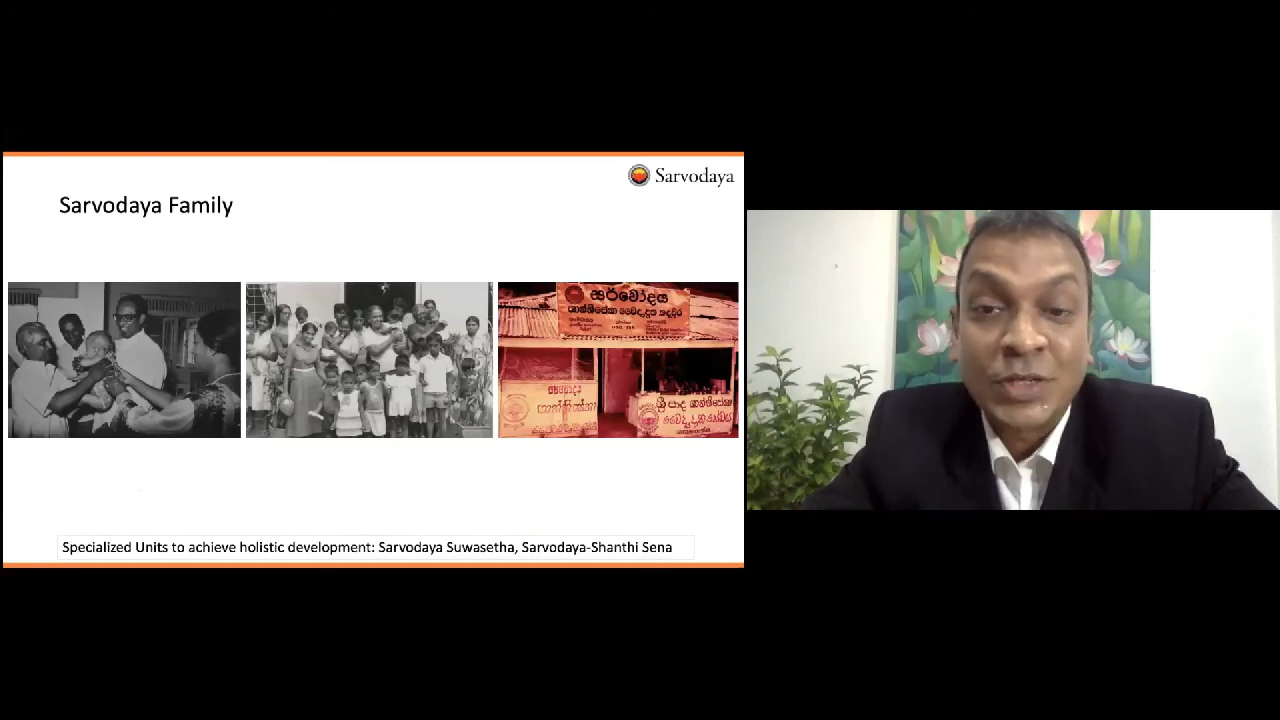 Sarvodaya
Sarvodaya Family
සර්වෝදය
ශාන්තිසේනා
ශ්‍රී පාද ශාන්තිසේනා
Specialized Units to achieve holistic development: Sarvodaya Suwasetha, Sarvodaya-Shanthi Sena